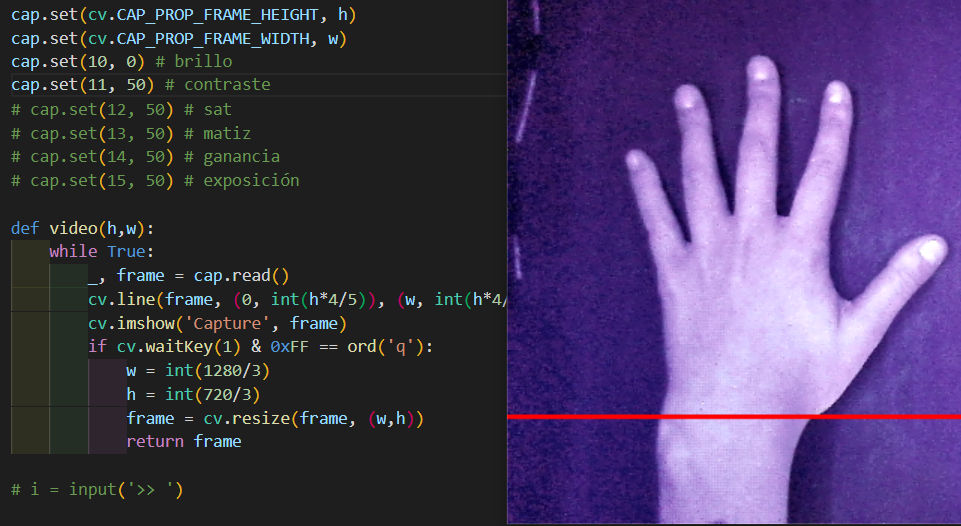 cap.set(cv.CAP_PROP_FRAME_HEIGHT, h)
cap.set(cv.CAP_PROP_FRAME_WIDTH, w)
cap.set(10, 0) # brillo
cap.set(11, 50) # contraste
# cap.set(12, 50) # sat
# cap.set(13, 50) # matiz
# cap.set(14, 50) # ganancia
# cap.set(15, 50) # exposición
def video(h,w):
while True:
_, frame = cap.read()
cv.line(frame, (0, int(h*4/5)), (w, int(h*4/
cv.imshow('Capture', frame)
if cv.waitKey(1) & 0xFF == ord('q'):
w = int(1280/3)
h = int(720/3)
frame = cv.resize(frame, (w,h))
return frame
# i = input('>> ')